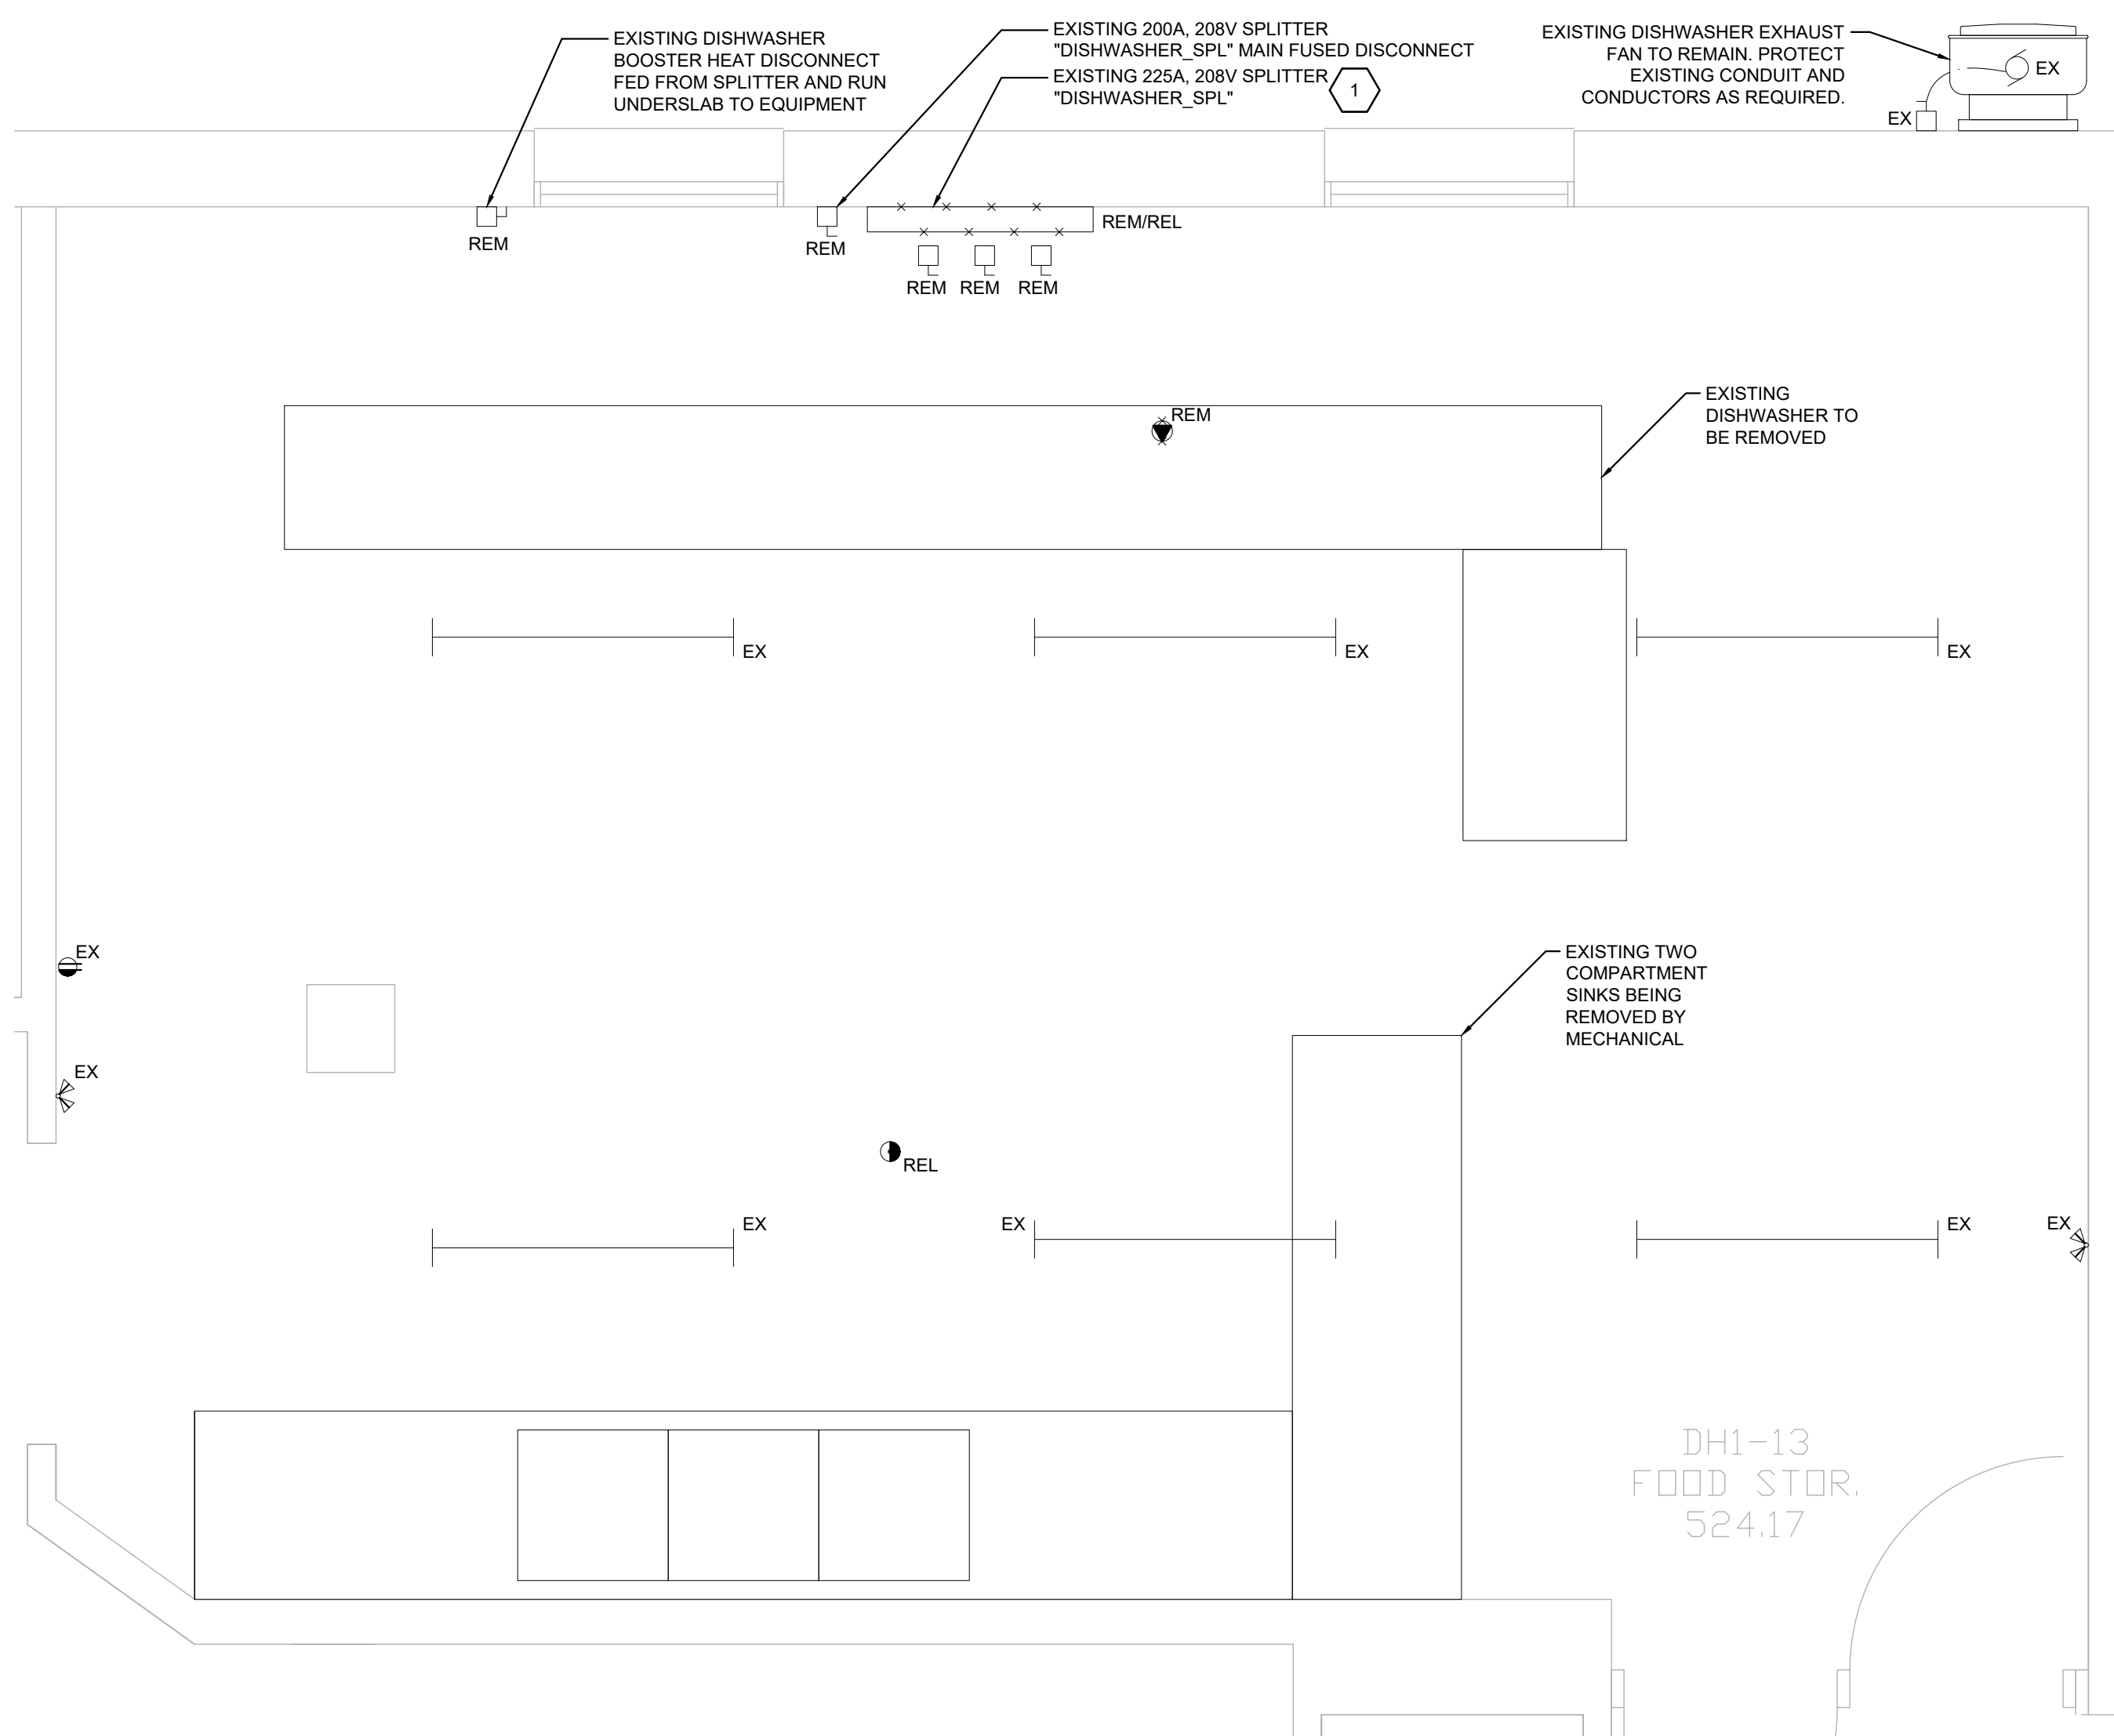 EXISTING DISHWASHER
BOOSTER HEAT DISCONNECT
FED FROM SPLITTER AND RUN
UNDERSLAB TO EQUIPMENT
EXISTING 200A, 208V SPLITTER
"DISHWASHER_SPL" MAIN FUSED DISCONNECT
EXISTING 225A, 208V SPLITTER
"DISHWASHER_SPL"
1
EXISTING DISHWASHER EXHAUST
FAN TO REMAIN. PROTECT
EXISTING CONDUIT AND
CONDUCTORS AS REQUIRED.
EX
EX
REM
REM
REM/REL
REM
REM
REM
REM
EXISTING
DISHWASHER TO
BE REMOVED
EX
EX
EX
EX
EXISTING TWO
COMPARTMENT
SINKS BEING
REMOVED BY
MECHANICAL
EX
REL
EX
EX
EX
EX
DH1-13
FOOD STOR.
524.17